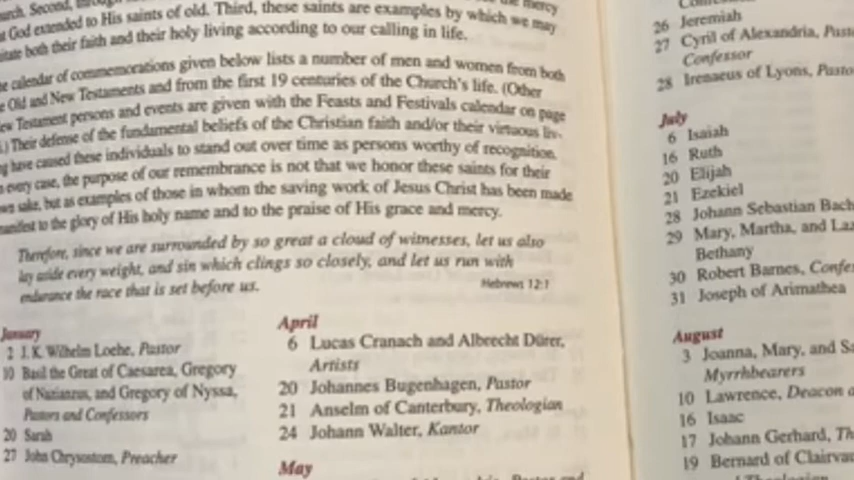 God extended to His saints of old. Third, these saints are examples by which we may
both their faith and their holy living according to our calling in life.
calendar of commemorations given below lists a number of men and women from both
Old and New Testaments and from the first 19 centuries of the Church's life. (Other
Testament persons and events are given with the Feasts and Festivals calendar on page
.) Their defense of the fundamental beliefs of the Christian faith and/or their virtuous liv-
have caused these individuals to stand out over time as persons worthy of recognition.
every case, the purpose of our remembrance is not that we honor these saints for their
sake, but as examples of those in whom the saving work of Jesus Christ has been made
manifest to the glory of His holy name and to the praise of His grace and mercy.
Therefore, since we are surrounded by so great a cloud of witnesses, let us also
lay aside every weight, and sin which clings so closely, and let us run with
endurance the race that is set before us.
Hebrews 12:1
January
2 J. K. Wilhelm Loehe, Pastor
10 Basil the Great of Caesarea, Gregory
of Nazianzus, and Gregory of Nyssa,
Pastors and Confessors
20 Sarah
27 John Chrysostom, Preacher
April
6 Lucas Cranach and Albrecht Dürer,
Artists
20 Johannes Bugenhagen, Pastor
21 Anselm of Canterbury, Theologian
24 Johann Walter, Kantor
May
26 Jeremiah
27 Cyril of Alexandria, Pasto
Confessor
28 Irenaeus of Lyons, Pasto
July
6 Isaiah
16 Ruth
20 Elijah
21 Ezekiel
28 Johann Sebastian Bach
29 Mary, Martha, and Laz
Bethany
30 Robert Barnes, Confes
31 Joseph of Arimathea
August
3 Joanna, Mary, and Sa
Myrrhbearers
10 Lawrence, Deacon a
16 Isaac
17 Johann Gerhard, Th
19 Bernard of Clairvau